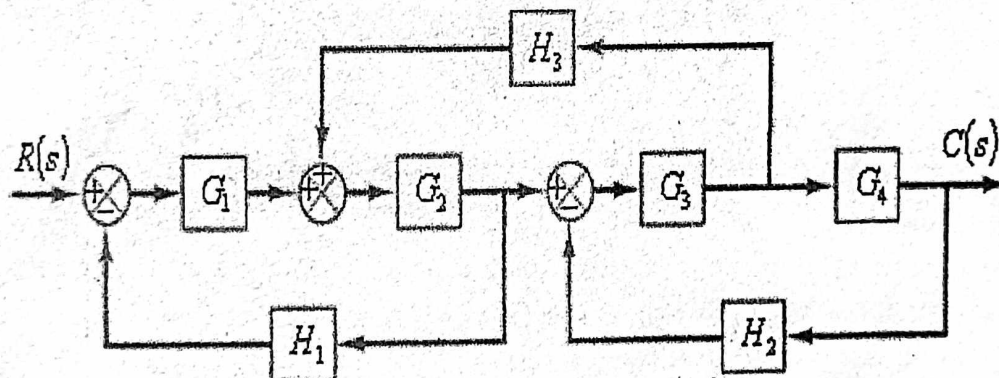 H₃
R(s)
C(s)
+ − G₁ + + G₂ + − G₃ G₄
H₁
H₂